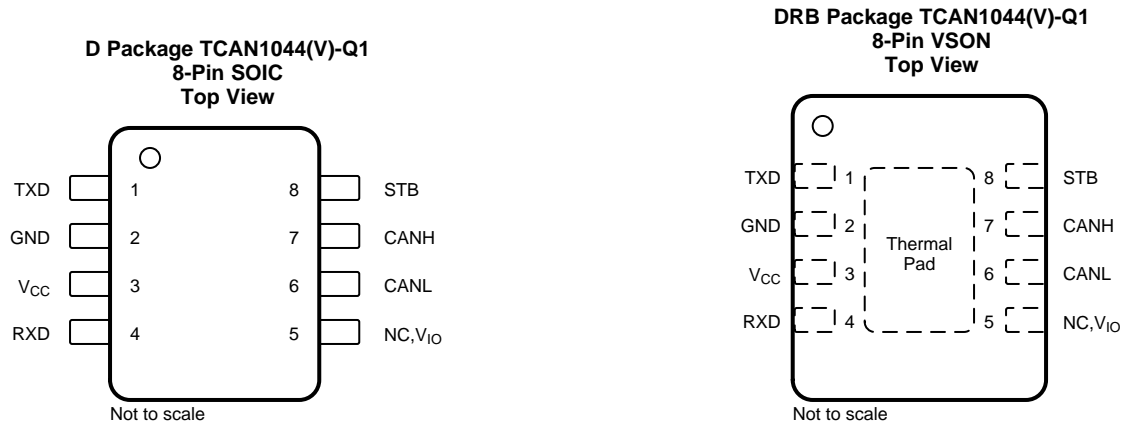 D Package TCAN1044(V)-Q1
8-Pin SOIC
Top View
TXD 1 8 STB
GND 2 7 CANH
VCC 3 6 CANL
RXD 4 5 NC,VIO
Not to scale
DRB Package TCAN1044(V)-Q1
8-Pin VSON
Top View
TXD 1 8 STB
GND 2 7 CANH
Thermal
Pad
VCC 3 6 CANL
RXD 4 5 NC,VIO
Not to scale